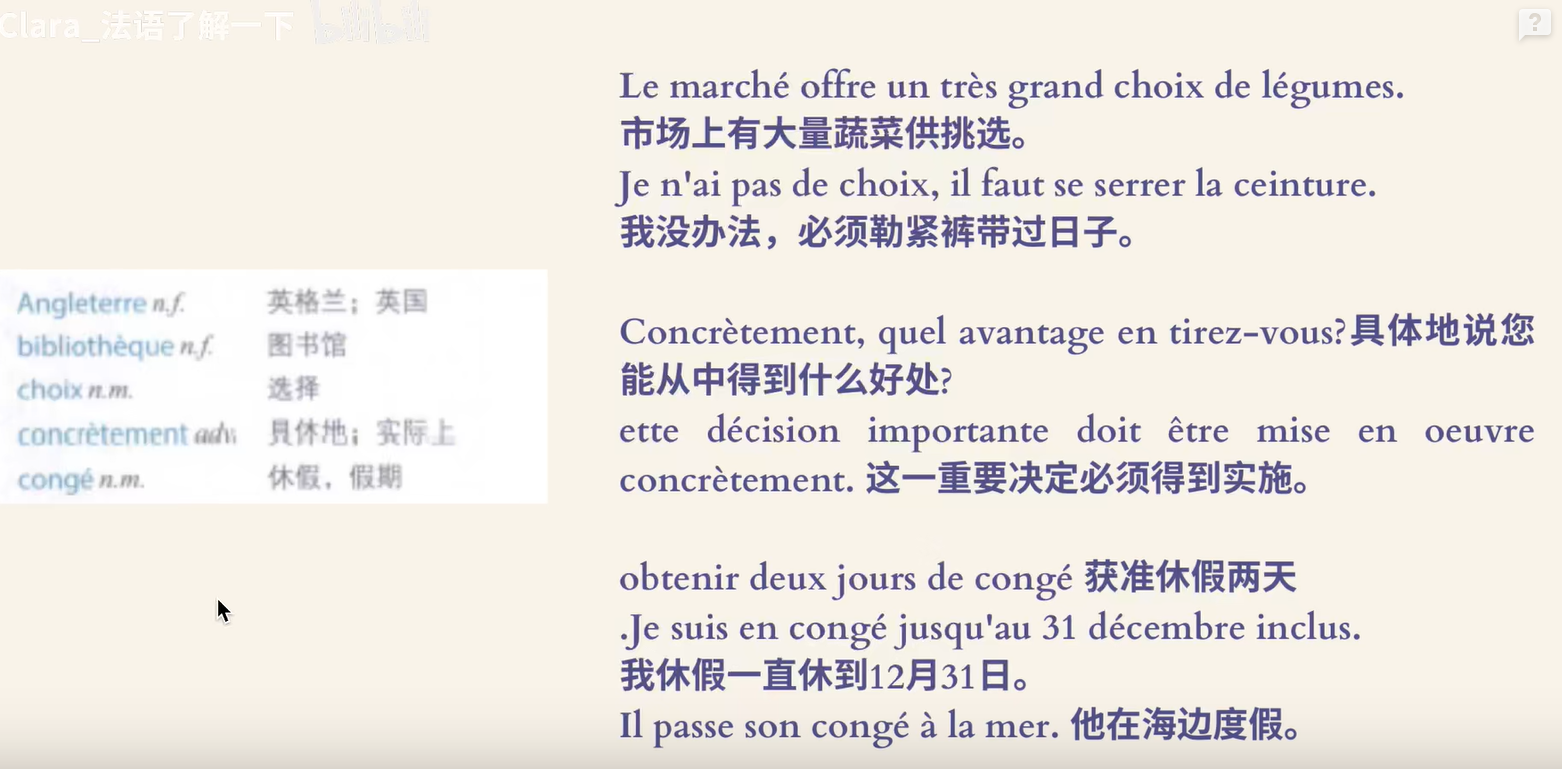 Clara_法语了解一下 bilibili
?
Le marché offre un très grand choix de légumes.
市场上有大量蔬菜供挑选。
Je n'ai pas de choix, il faut se serrer la ceinture.
我没办法，必须勒紧裤带过日子。
Angleterre n.f. 英格兰；英国
bibliothèque n.f. 图书馆
choix n.m. 选择
concrètement adv. 具体地；实际上
congé n.m. 休假，假期
Concrètement, quel avantage en tirez-vous?具体地说您
能从中得到什么好处?
ette décision importante doit être mise en oeuvre
concrètement. 这一重要决定必须得到实施。
obtenir deux jours de congé 获准休假两天
.Je suis en congé jusqu'au 31 décembre inclus.
我休假一直休到12月31日。
Il passe son congé à la mer. 他在海边度假。